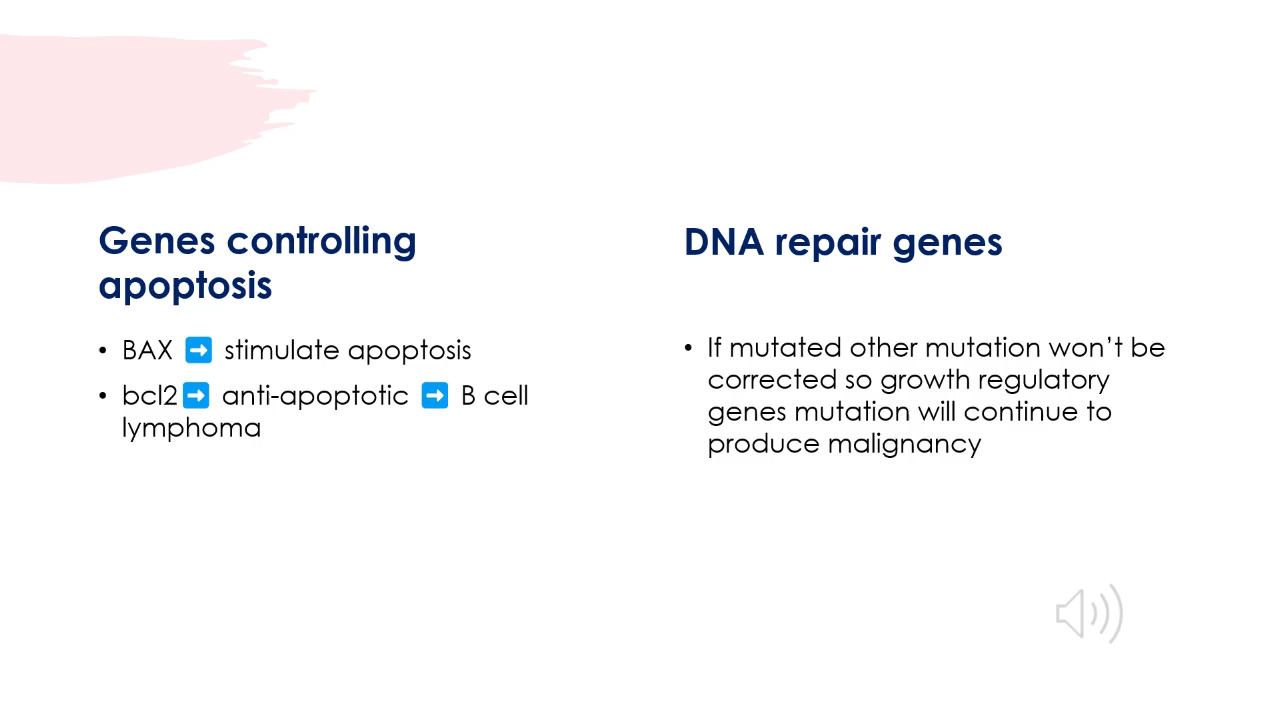 Genes controlling
apoptosis
• BAX ➡ stimulate apoptosis
• bcl2 ➡ anti-apoptotic ➡ B cell
lymphoma
DNA repair genes
• If mutated other mutation won’t be
corrected so growth regulatory
genes mutation will continue to
produce malignancy